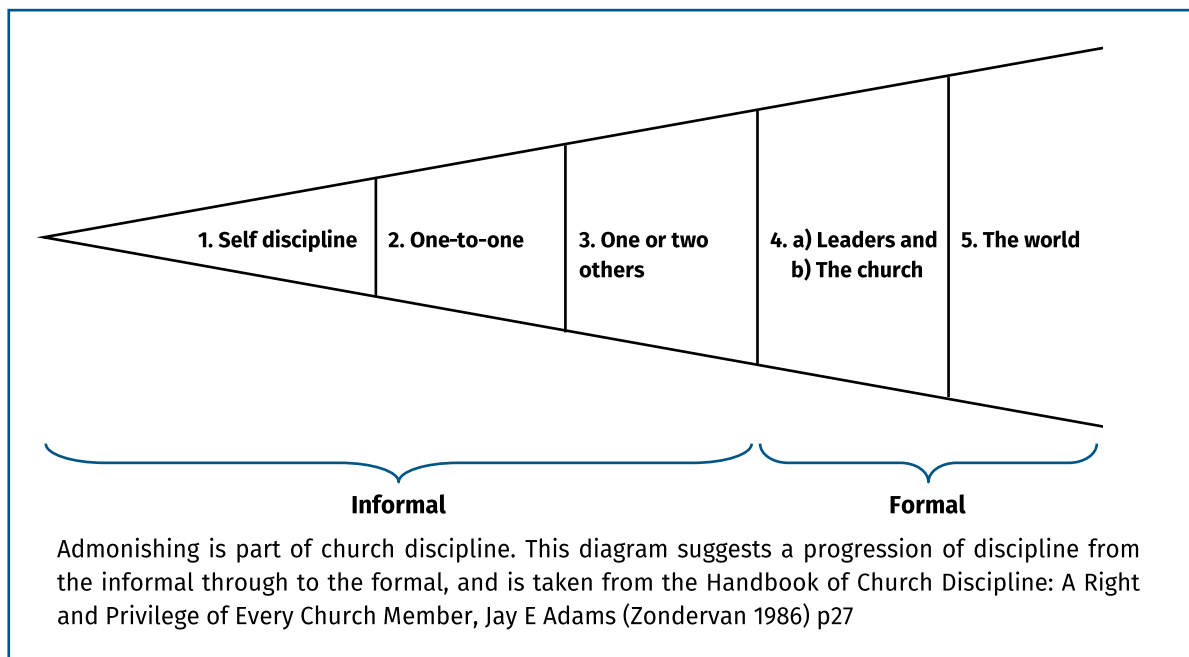 1. Self discipline
2. One-to-one
3. One or two
others
4. a) Leaders and
b) The church
5. The world
Informal
Formal
Admonishing is part of church discipline. This diagram suggests a progression of discipline from
the informal through to the formal, and is taken from the Handbook of Church Discipline: A Right
and Privilege of Every Church Member, Jay E Adams (Zondervan 1986) p27